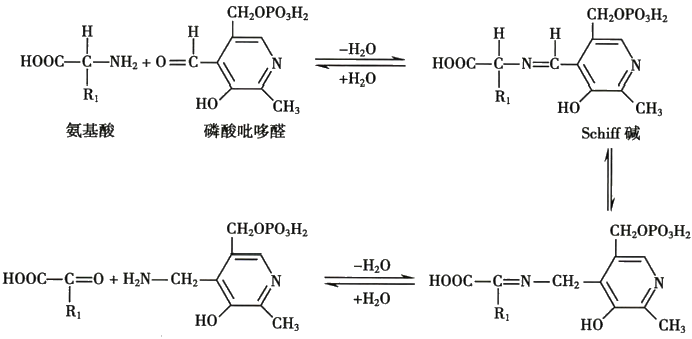 CH₂OPO₃H₂
H
H
HOOC—C—NH₂ + O=C
N
−H₂O
+H₂O
R₁
HO
CH₃
氨基酸
磷酸吡哆醛
CH₂OPO₃H₂
H
H
HOOC—C—N=C
N
R₁
HO
CH₃
Schiff 碱
CH₂OPO₃H₂
HOOC—C=O + H₂N—CH₂
N
−H₂O
+H₂O
R₁
HO
CH₃
CH₂OPO₃H₂
HOOC—C=N—CH₂
N
R₁
HO
CH₃